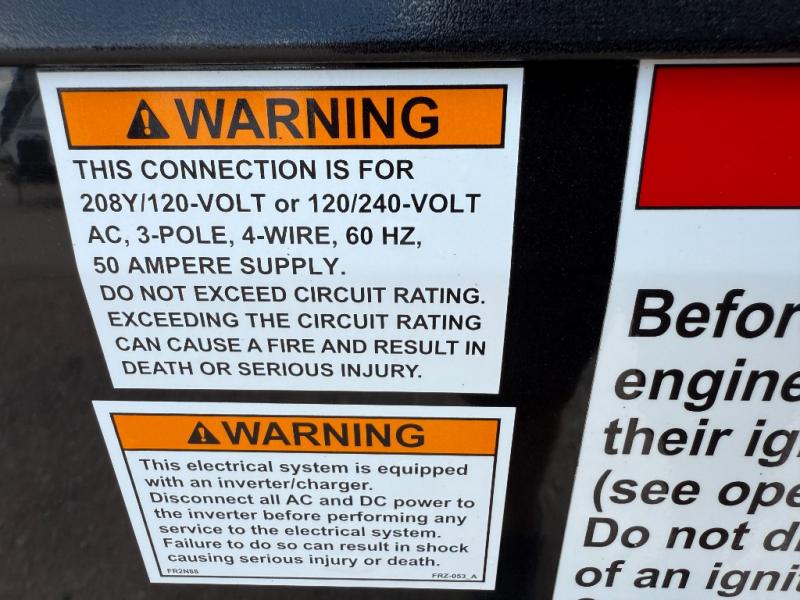 WARNING
THIS CONNECTION IS FOR
208Y/120-VOLT or 120/240-VOLT
AC, 3-POLE, 4-WIRE, 60 HZ,
50 AMPERE SUPPLY.
DO NOT EXCEED CIRCUIT RATING.
EXCEEDING THE CIRCUIT RATING
CAN CAUSE A FIRE AND RESULT IN
DEATH OR SERIOUS INJURY.
WARNING
This electrical system is equipped
with an inverter/charger.
Disconnect all AC and DC power to
the inverter before performing any
service to the electrical system.
Failure to do so can result in shock
causing serious injury or death.
FR2N88 FRZ-053_A
Befor
engine
their ig
(see ope
Do not d
of an ignit